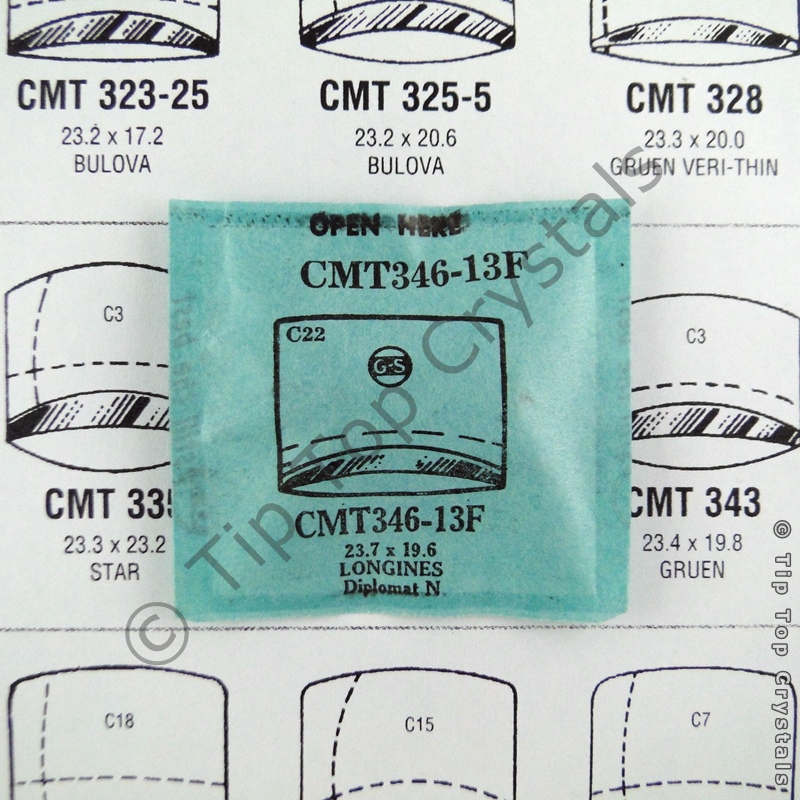 CMT 323-25
23.2 x 17.2
BULOVA
CMT 325-5
23.2 x 20.6
BULOVA
CMT 328
23.3 x 20.0
GRUEN VERI-THIN
OPEN HERE
CMT346-13F
C22
G-S
CMT346-13F
23.7 x 19.6
LONGINES
Diplomat N
C3
CMT 335
23.3 x 23.2
STAR
C3
CMT 343
23.4 x 19.8
GRUEN
C18
C15
C7
© Tip Top Crystals
© Tip Top Crystals